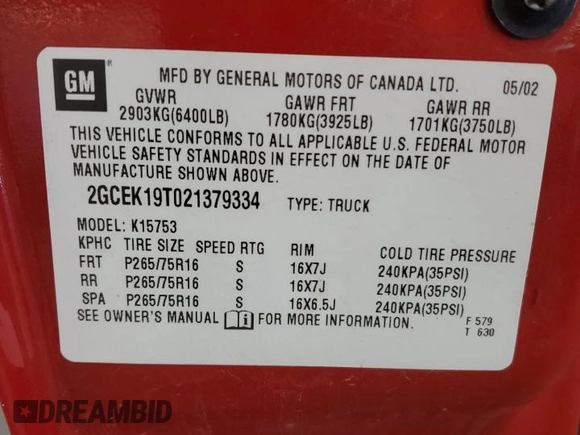 GM
MFD BY GENERAL MOTORS OF CANADA LTD. 05/02
GVWR GAWR FRT GAWR RR
2903KG(6400LB) 1780KG(3925LB) 1701KG(3750LB)
THIS VEHICLE CONFORMS TO ALL APPLICABLE U.S. FEDERAL MOTOR
VEHICLE SAFETY STANDARDS IN EFFECT ON THE DATE OF
MANUFACTURE SHOWN ABOVE.
2GCEK19T021379334 TYPE: TRUCK
MODEL: K15753
KPHC TIRE SIZE SPEED RTG RIM COLD TIRE PRESSURE
FRT P265/75R16 S 16X7J 240KPA(35PSI)
RR P265/75R16 S 16X7J 240KPA(35PSI)
SPA P265/75R16 S 16X6.5J 240KPA(35PSI)
SEE OWNER'S MANUAL i FOR MORE INFORMATION.
F 579
T 630
DREAMBID